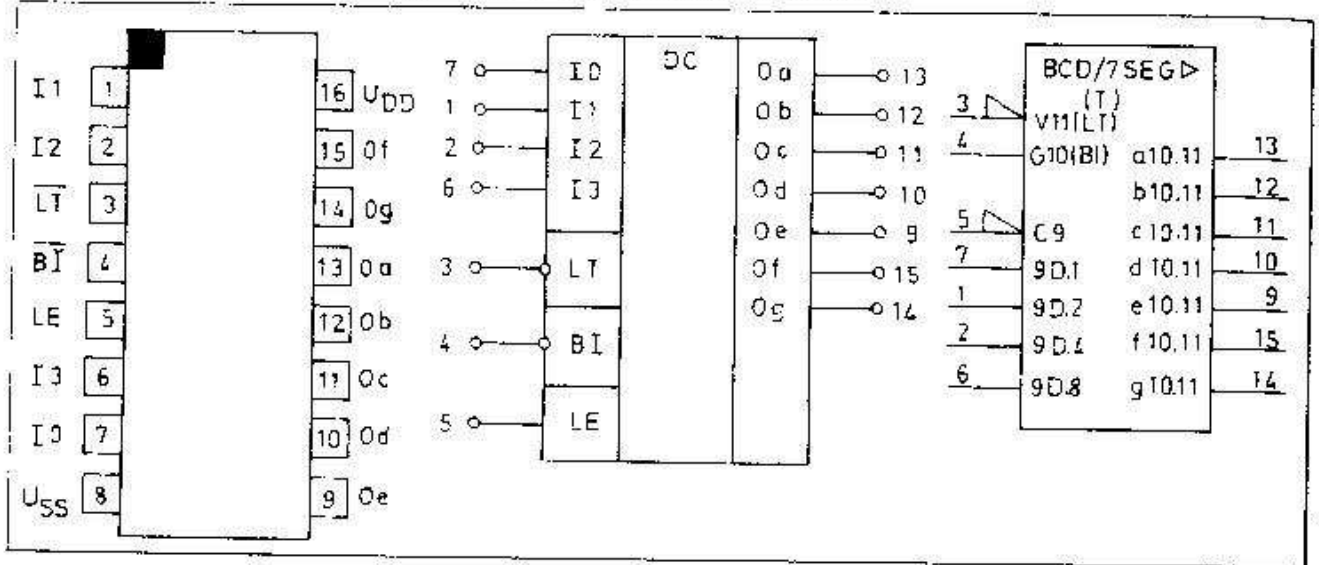 I1 1
I2 2
LT 3
BI 4
LE 5
I3 6
I0 7
USS 8
16 UDD
15 Of
14 Og
13 Oa
12 Ob
11 Oc
10 Od
9 Oe
DC
7 I0
1 I1
2 I2
6 I3
3 LT
4 BI
5 LE
Oa 13
Ob 12
Oc 11
Od 10
Oe 9
Of 15
Og 14
BCD/7SEG▷
(T)
3 V11(LT)
4 G10(BI)
5 C9
7 9D.1
1 9D.2
2 9D.4
6 9D.8
a10.11 13
b10.11 12
c10.11 11
d10.11 10
e10.11 9
f10.11 15
g10.11 14